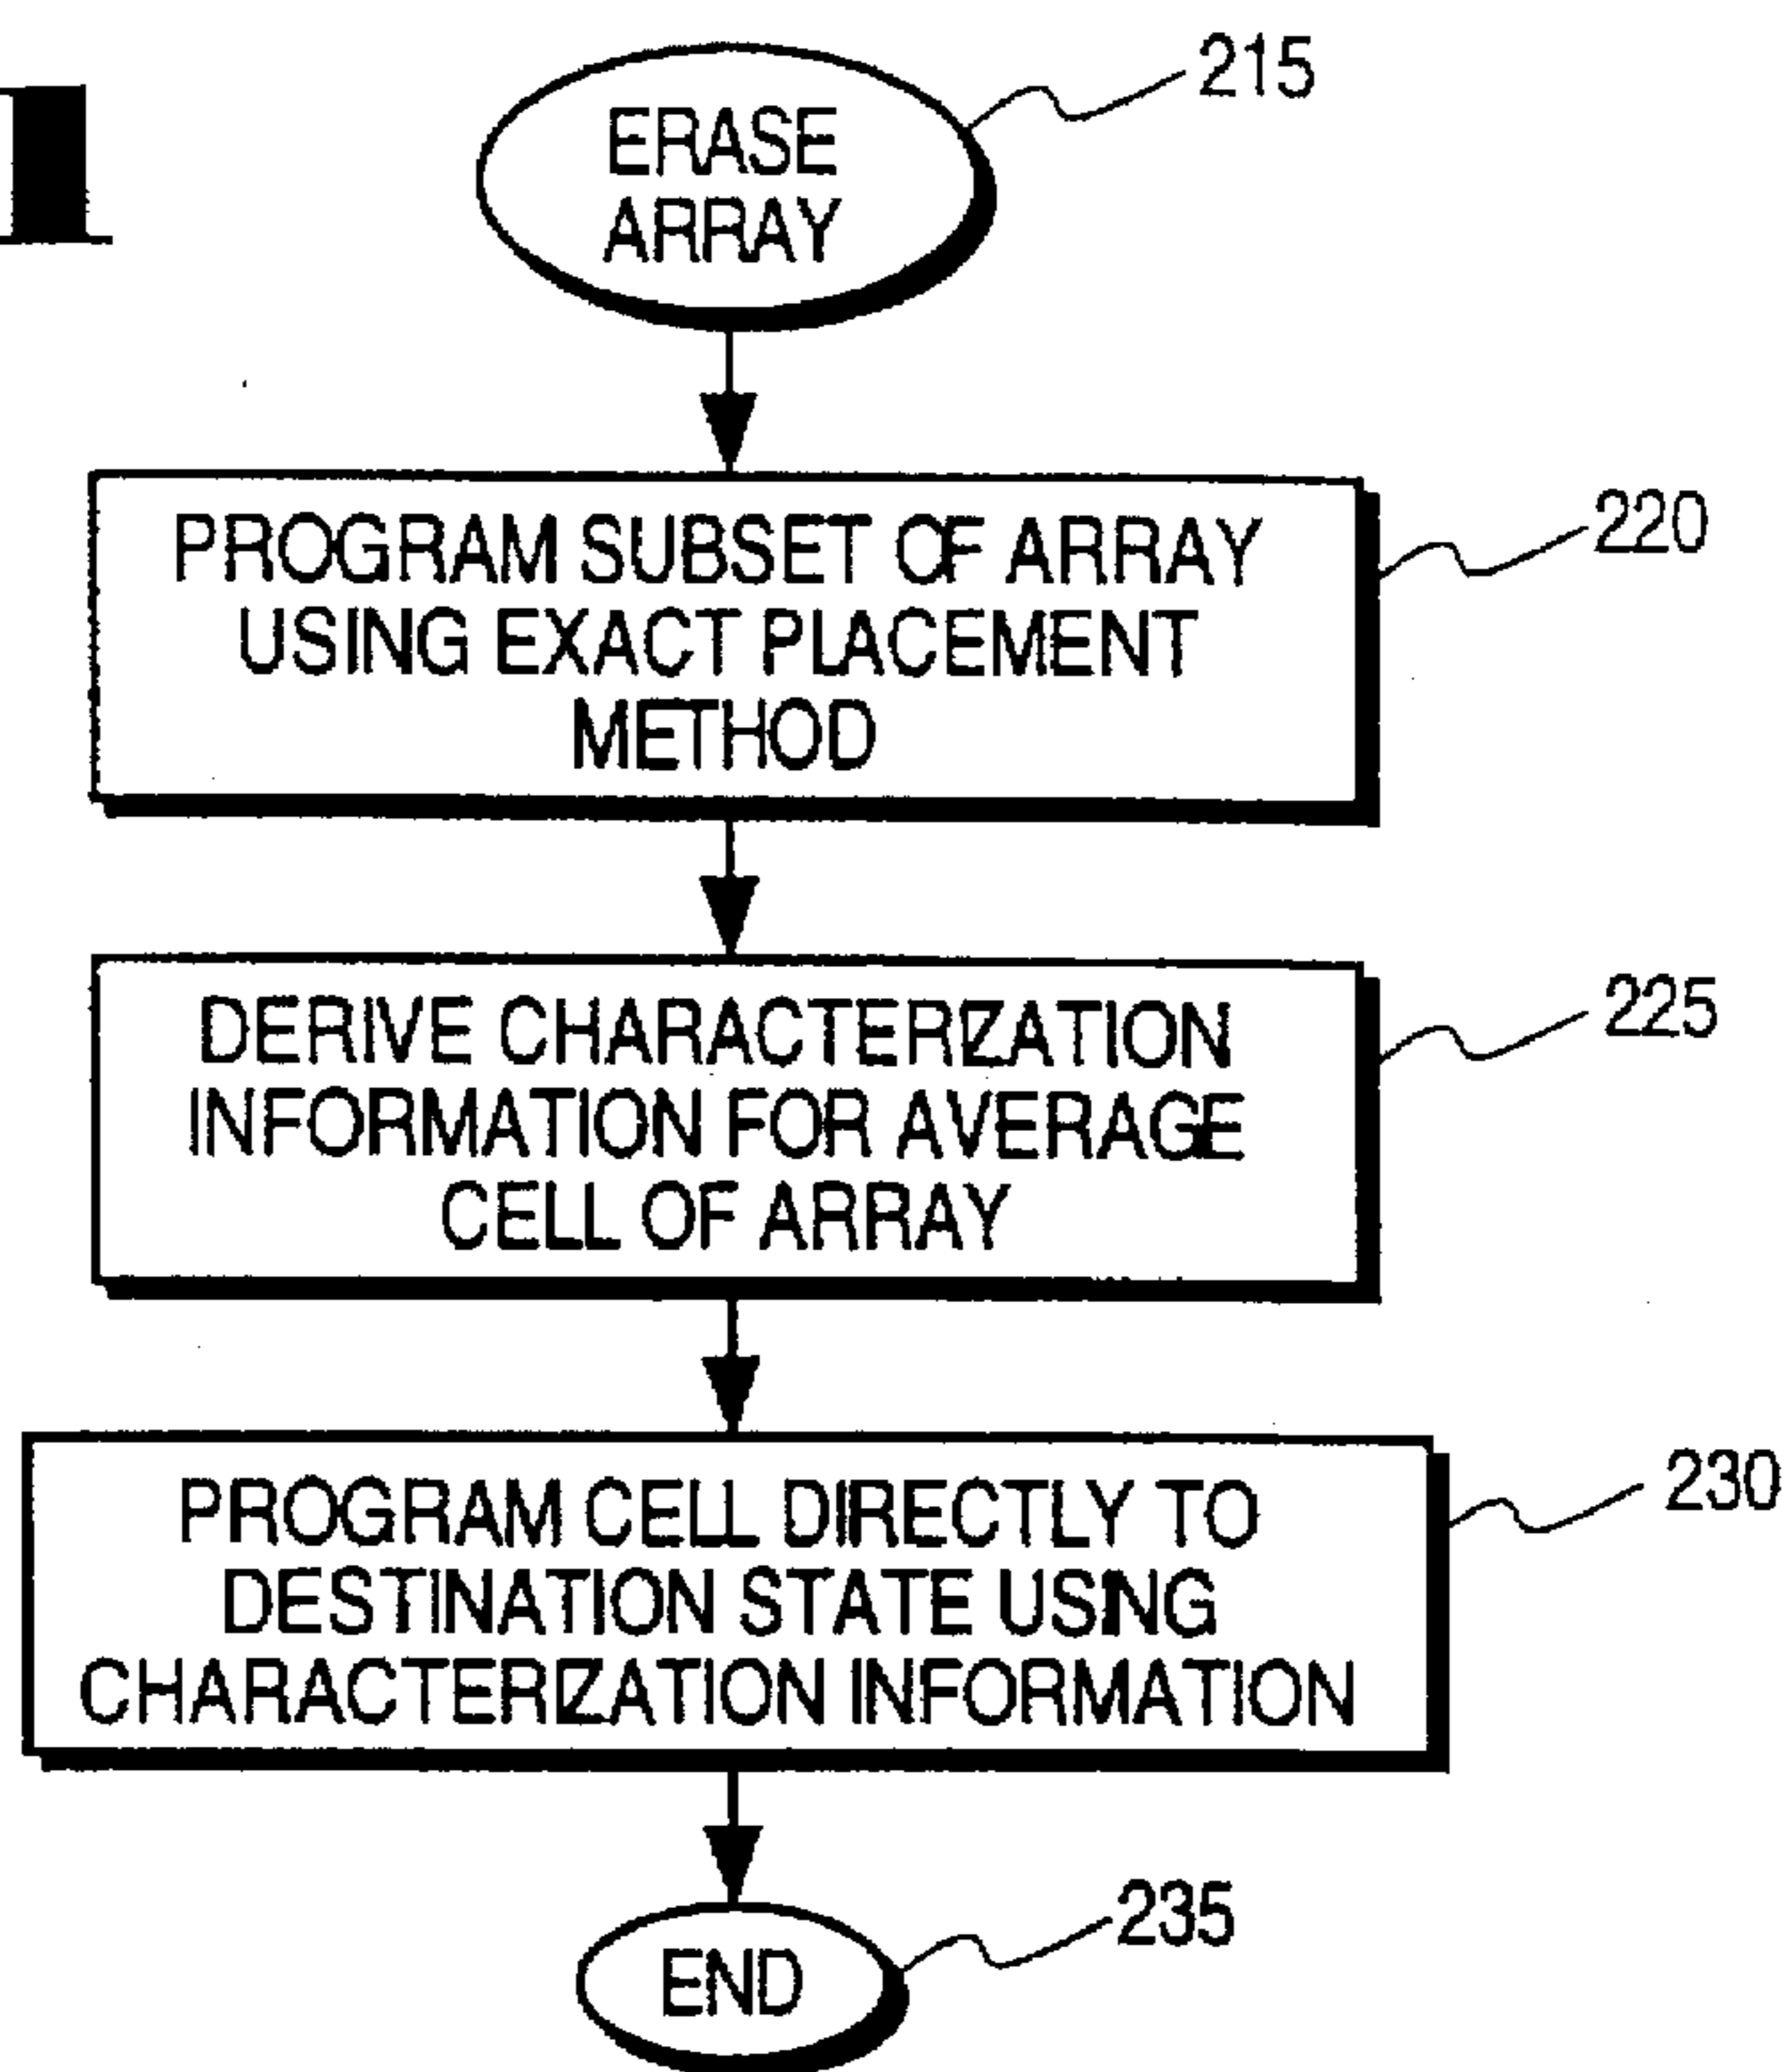 215
ERASE
ARRAY
220
PROGRAM SUBSET OF ARRAY
USING EXACT PLACEMENT
METHOD
225
DERIVE CHARACTERIZATION
INFORMATION FOR AVERAGE
CELL OF ARRAY
230
PROGRAM CELL DIRECTLY TO
DESTINATION STATE USING
CHARACTERIZATION INFORMATION
235
END